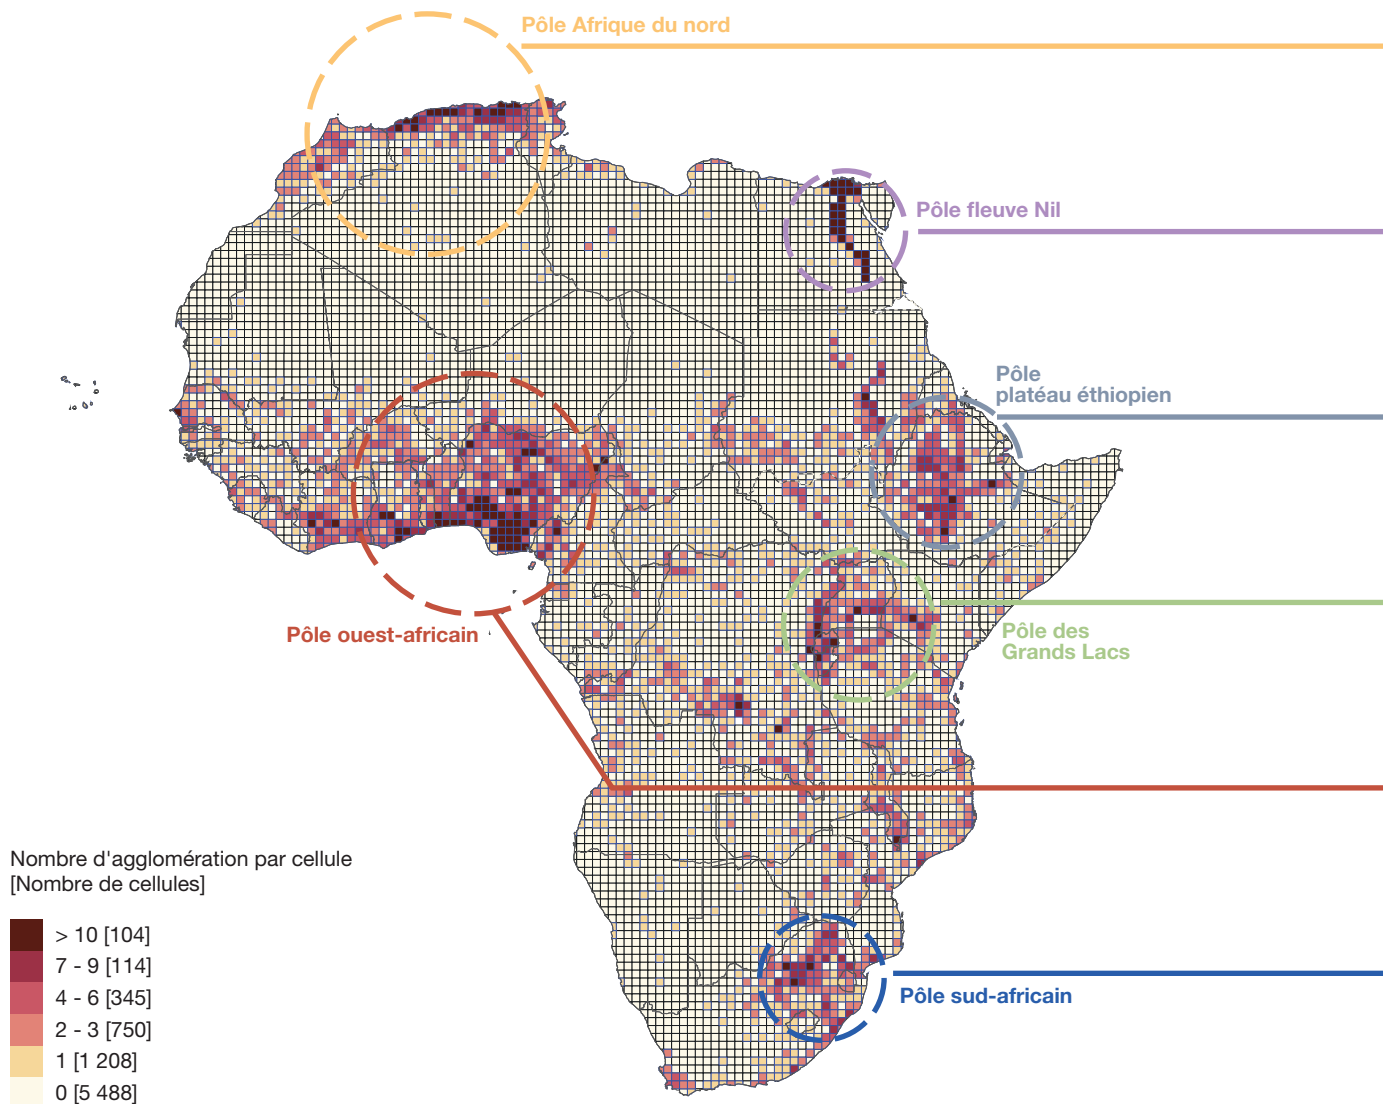 Pôle Afrique du nord
Pôle fleuve Nil
Pôle
plateau éthiopien
Pôle des
Grands Lacs
Pôle ouest-africain
Pôle sud-africain
Nombre d'agglomération par cellule
[Nombre de cellules]
> 10 [104]
7 - 9 [114]
4 - 6 [345]
2 - 3 [750]
1 [1 208]
0 [5 488]